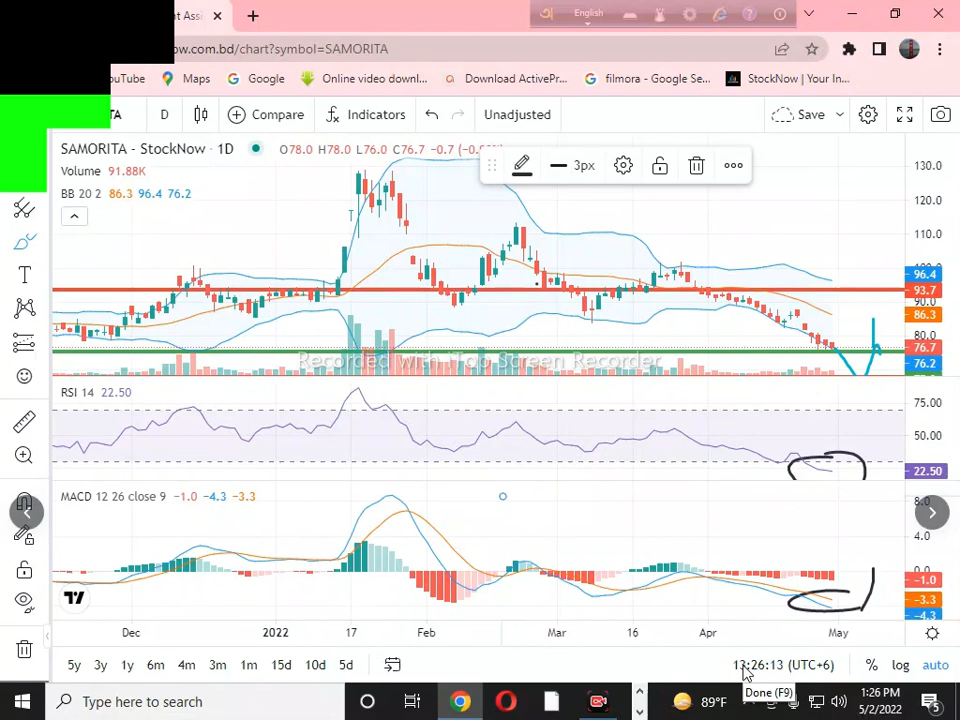 nt Assi
English
ow.com.bd/chart?symbol=SAMORITA
uTube Maps Google Online video downl... Download ActivePr... filmora - Google Se... StockNow | Your In...
TA D Compare Indicators Unadjusted Save
SAMORITA - StockNow · 1D O78.0 H78.0 L76.0 C76.7 −0.7
3px
Volume 91.88K
BB 20 2 86.3 96.4 76.2
130.0
120.0
110.0
100.0
96.4
93.7
90.0
86.3
80.0
76.7
76.2
Recorded with iTop Screen Recorder
RSI 14 22.50
75.00
50.00
22.50
MACD 12 26 close 9 −1.0 −4.3 −3.3
8.0
4.0
0.0
−1.0
−3.3
−4.3
Dec 2022 17 Feb Mar 16 Apr May
5y 3y 1y 6m 4m 3m 1m 15d 10d 5d 13:26:13 (UTC+6) % log auto
Done (F9)
Type here to search 89°F 1:26 PM
5/2/2022
5